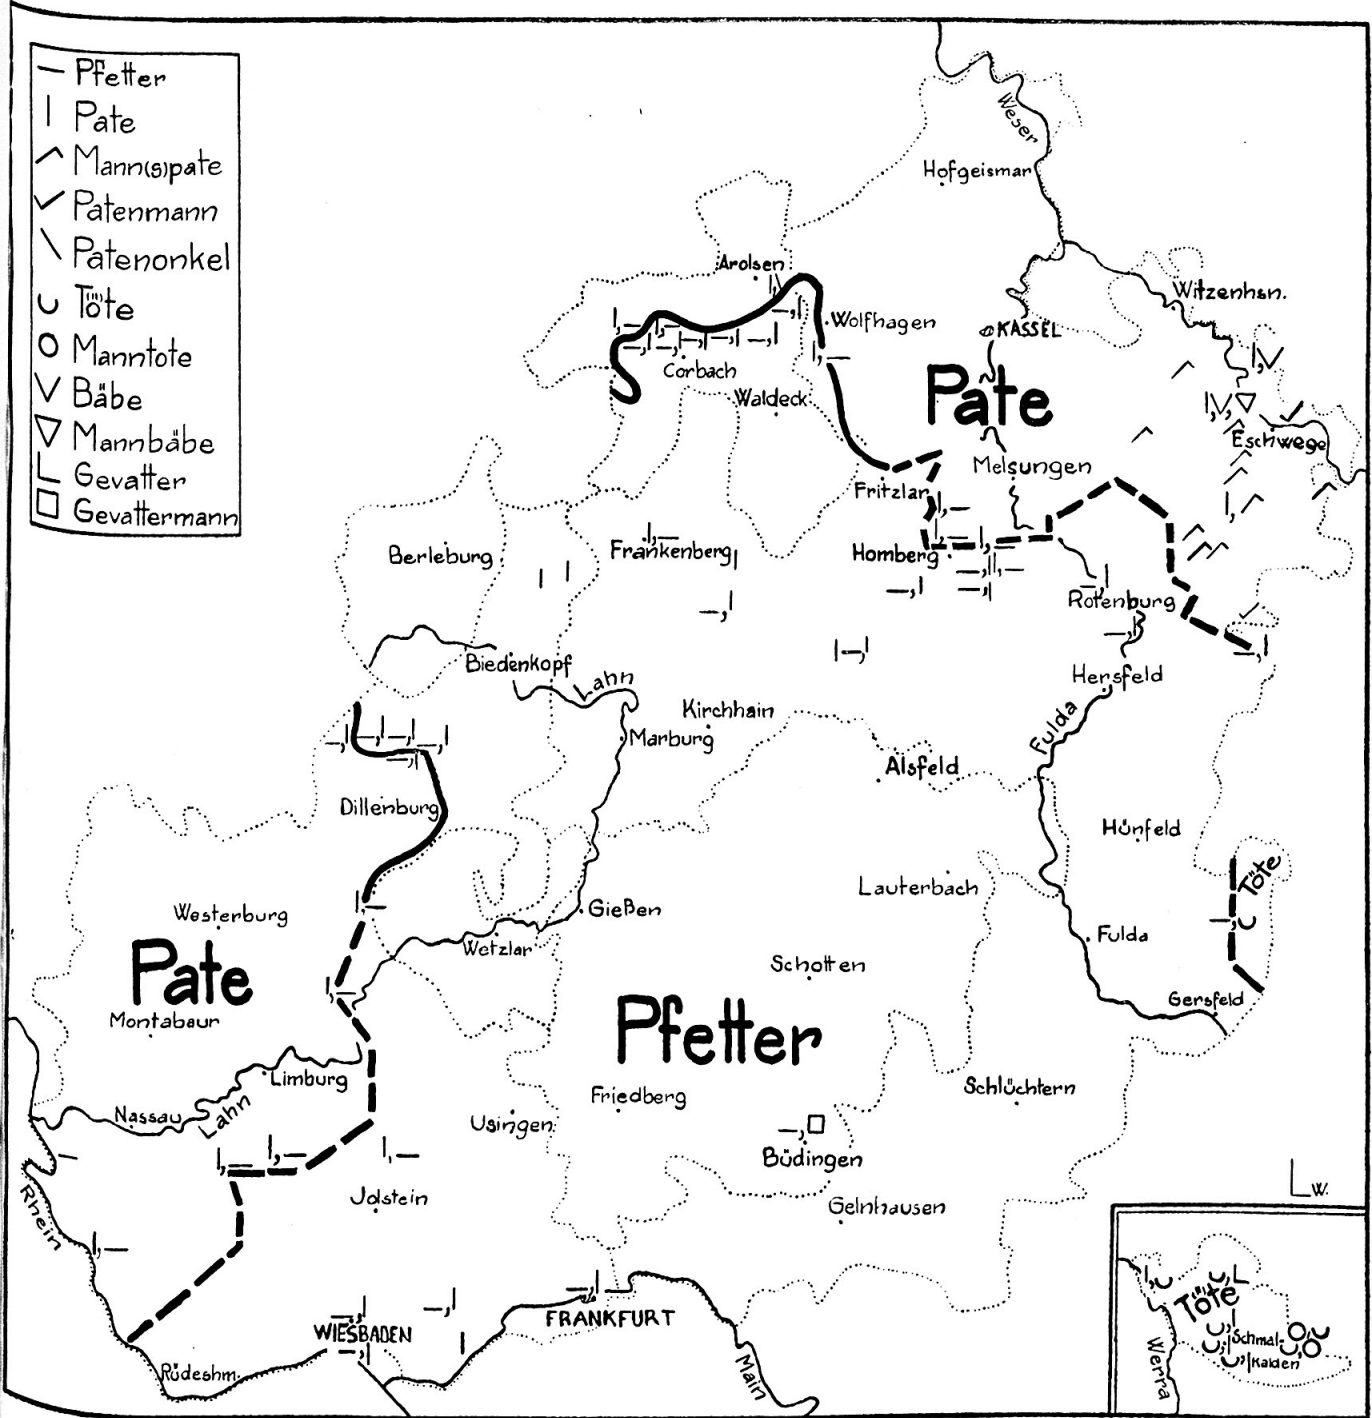 Pfetter
Pate
Mann(s)pate
Patenmann
Patenonkel
Töte
Manntote
Bäbe
Mannbäbe
Gevatter
Gevattermann
Weser
Hofgeismar
Arolsen
Witzenhsn.
Wolfhagen
KASSEL
Corbach
Pate
Waldeck
Eschwege
Melsungen
Fritzlar
Frankenberg
Homberg
Berleburg
Rotenburg
Biedenkopf
Lahn
Hersfeld
Kirchhain
Fulda
Marburg
Alsfeld
Dillenburg
Hünfeld
Töte
Lauterbach
Westerburg
Gießen
Wetzlar
Fulda
Pate
Schotten
Gersfeld
Montabaur
Pfetter
Limburg
Schlüchtern
Nassau
Lahn
Usingen
Friedberg
Büdingen
Rhein
Jdstein
Gelnhausen
W.
Töte
WIESBADEN
FRANKFURT
Schmal-
kalden
Rüdeshm.
Main
Werra